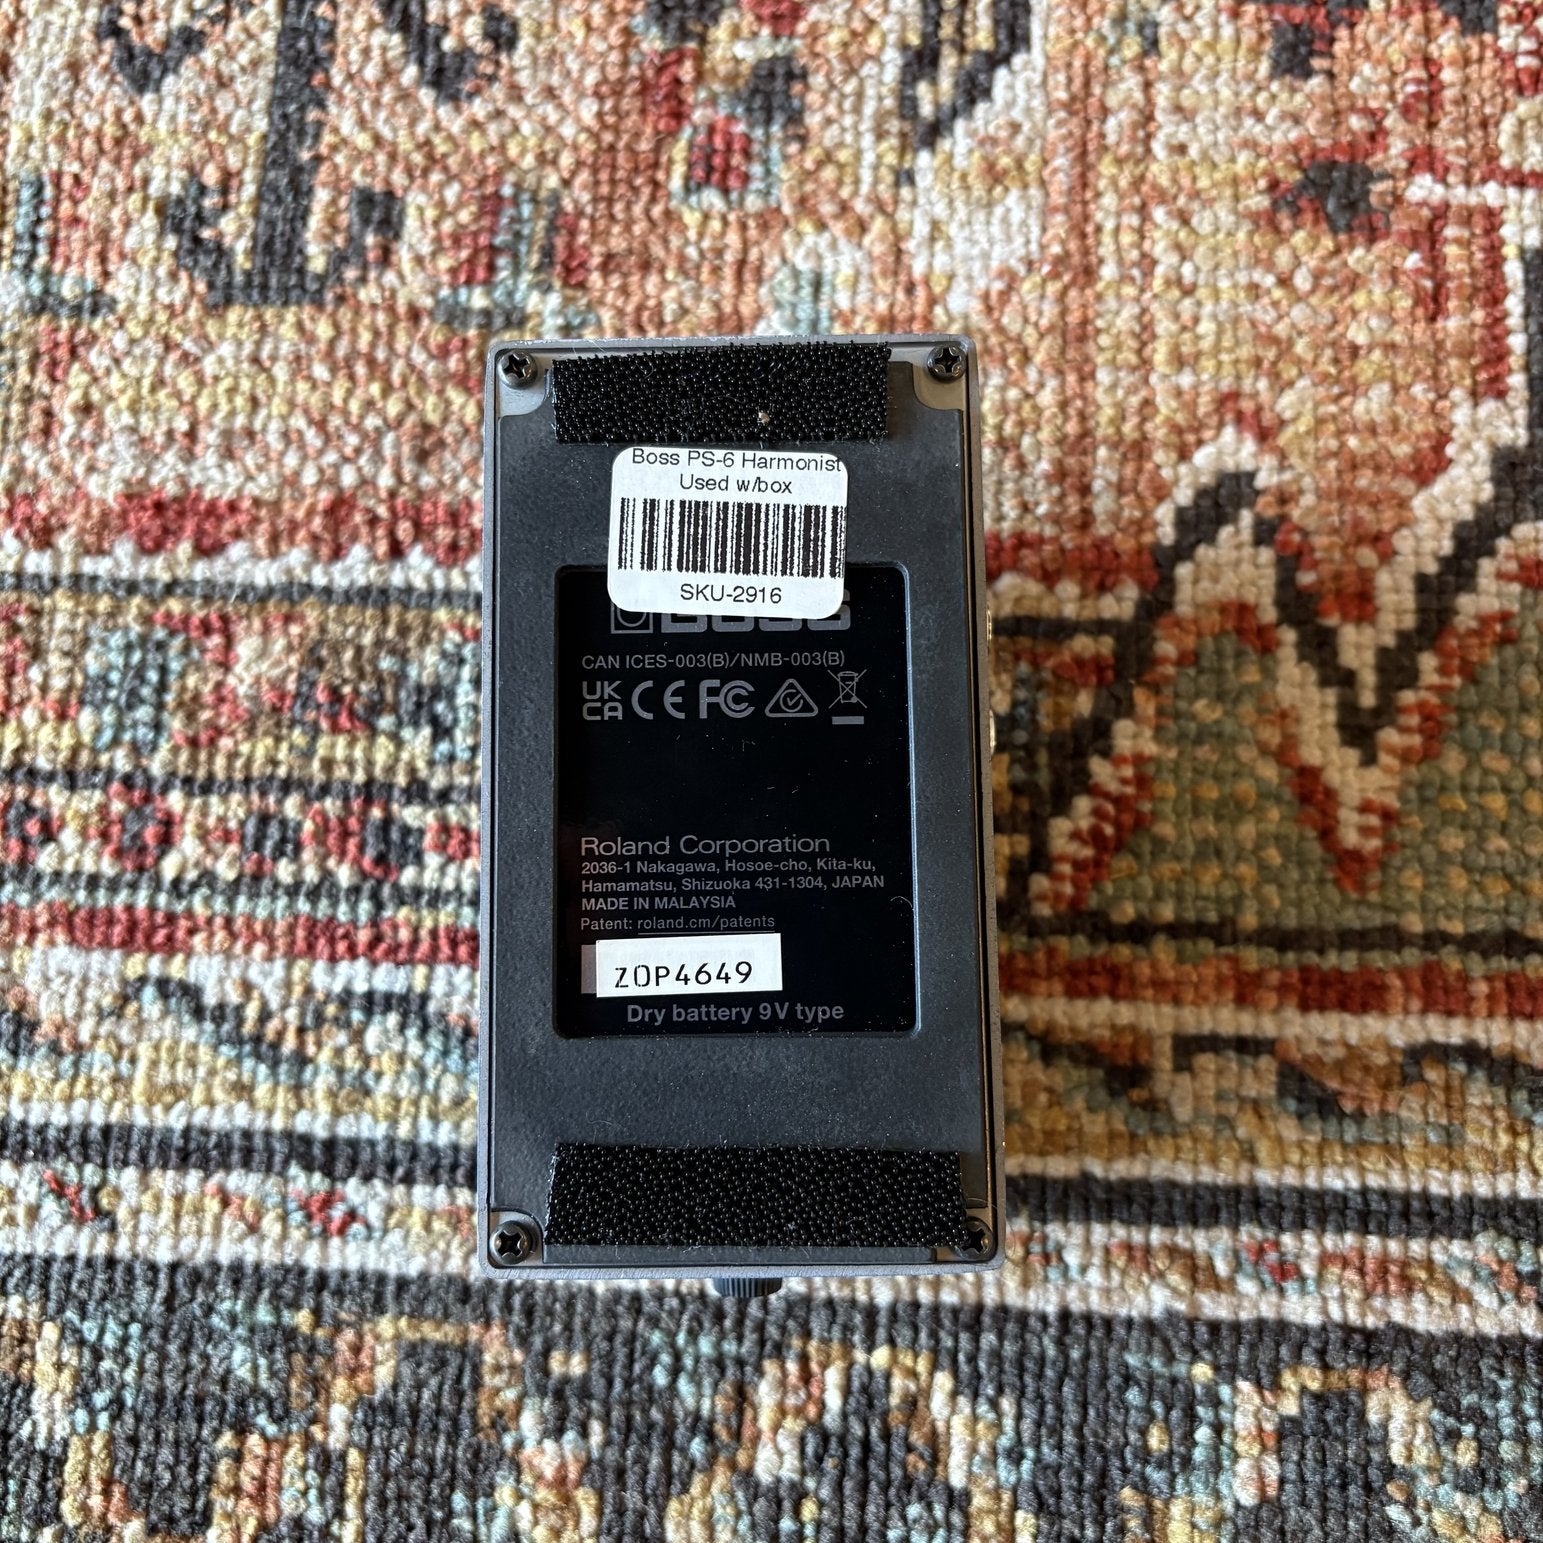 Boss PS-6 Harmonist
Used w/box
SKU-2916
BOSS
CAN ICES-003(B)/NMB-003(B)
UK
CA CE FC
Roland Corporation
2036-1 Nakagawa, Hosoe-cho, Kita-ku,
Hamamatsu, Shizuoka 431-1304, JAPAN
MADE IN MALAYSIA
Patent: roland.cm/patents
Z0P4649
Dry battery 9V type